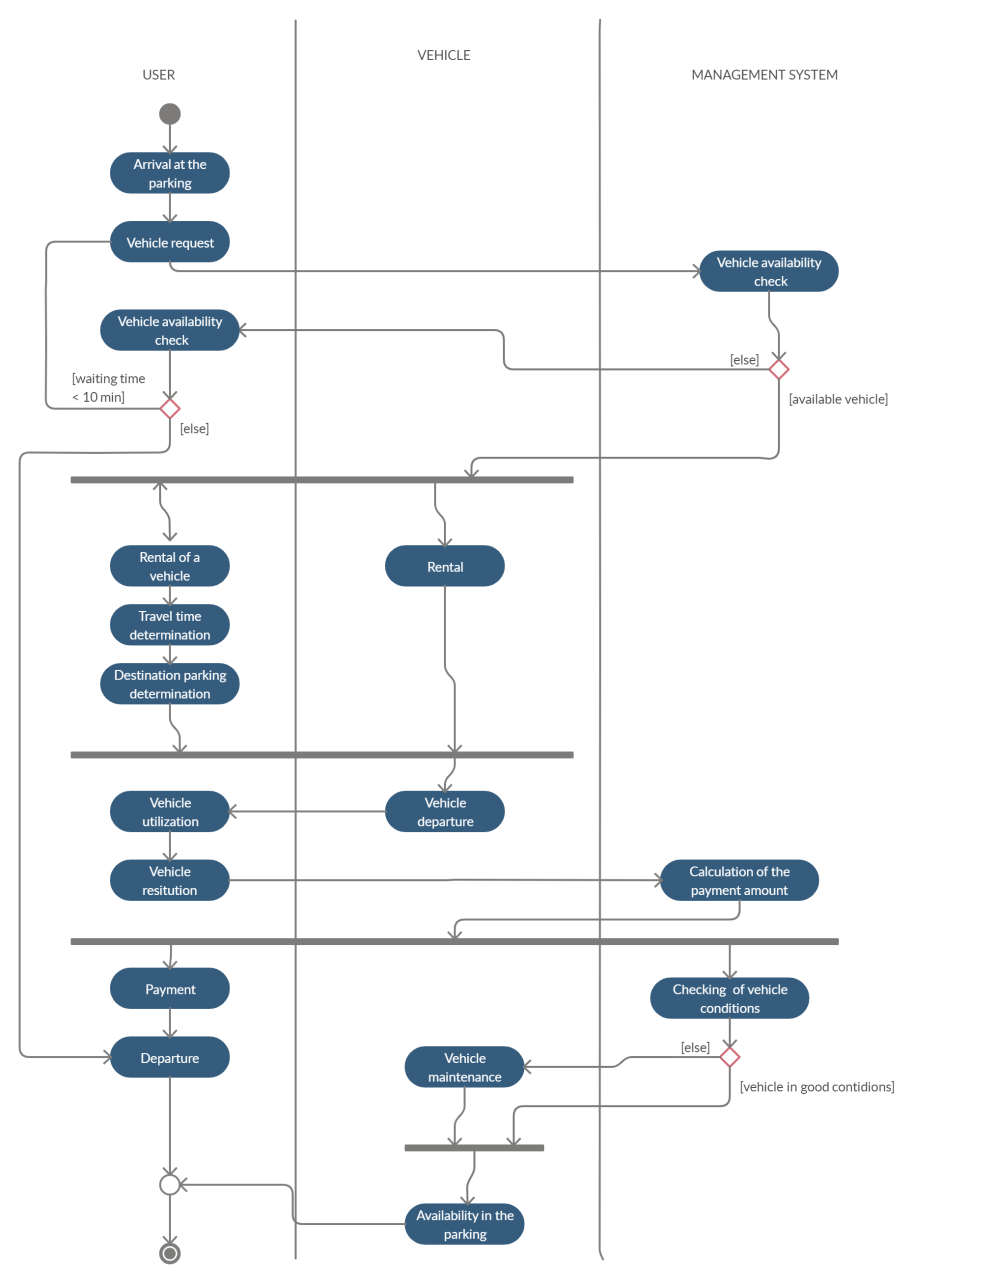 VEHICLE
USER
MANAGEMENT SYSTEM
Arrival at the
parking
Vehicle request
Vehicle availability
check
Vehicle availability
check
[else]
[waiting time
< 10 min]
[available vehicle]
[else]
Rental of a
vehicle
Rental
Travel time
determination
Destination parking
determination
Vehicle
utilization
Vehicle
departure
Vehicle
resitution
Calculation of the
payment amount
Payment
Checking of vehicle
conditions
Departure
[else]
Vehicle
maintenance
[vehicle in good contidions]
Availability in the
parking